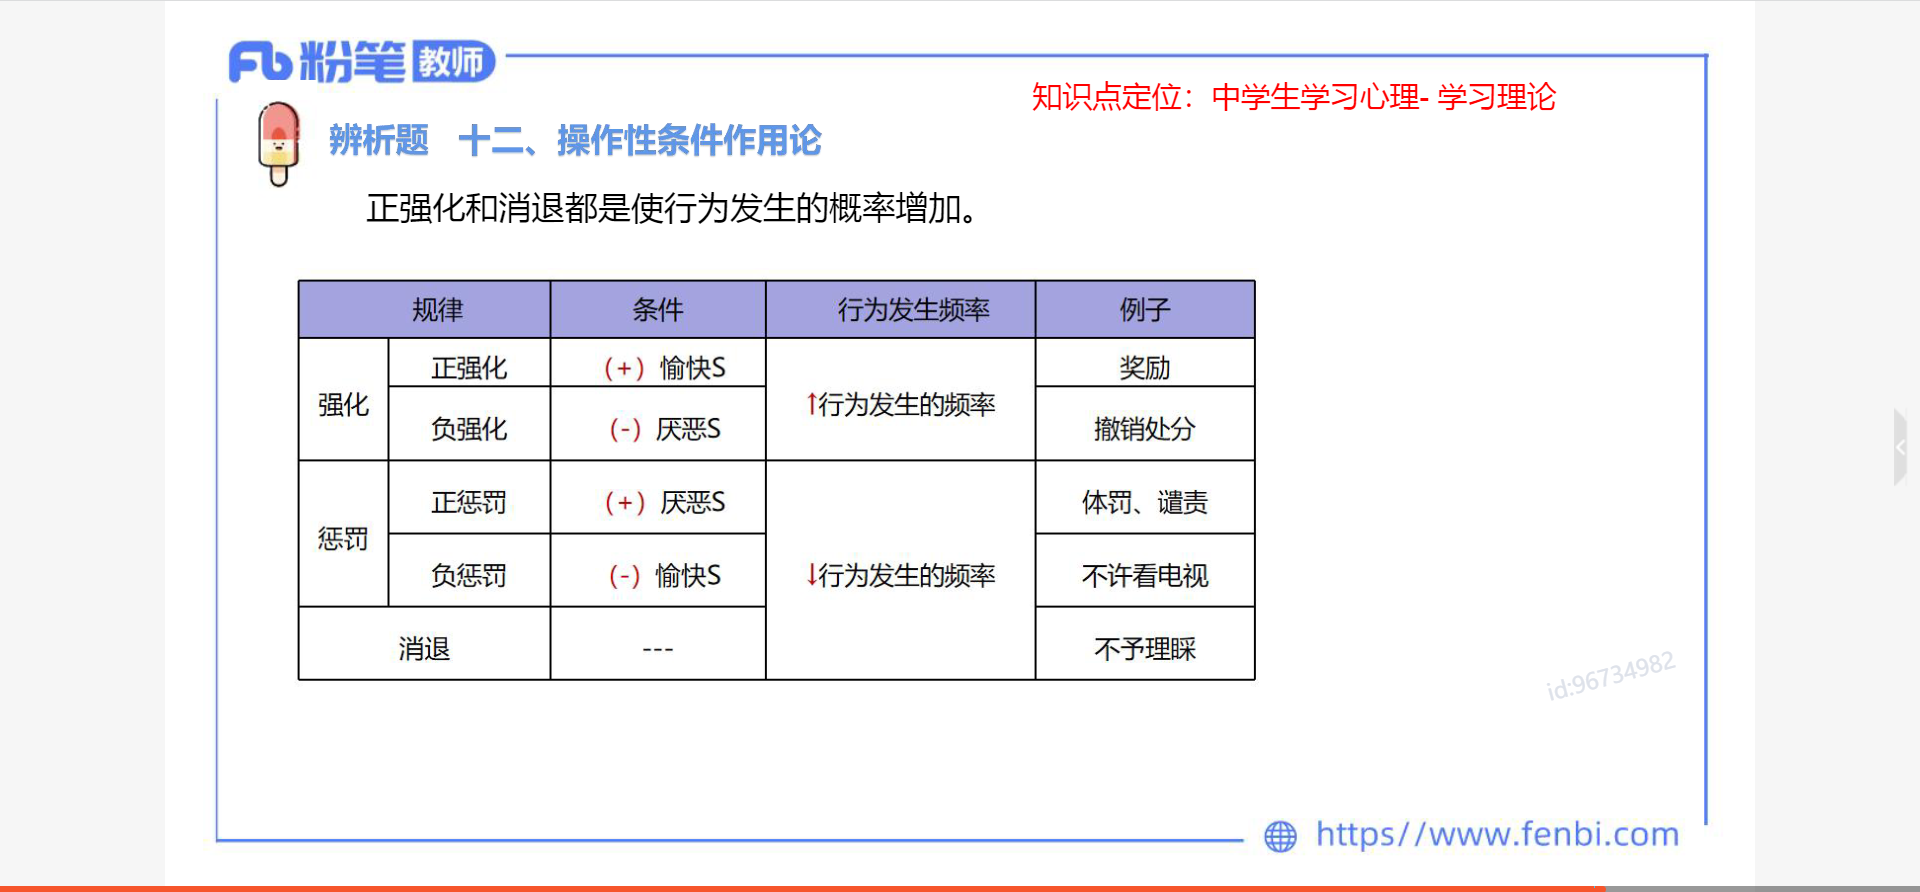 粉笔教师
知识点定位：中学生学习心理- 学习理论
辨析题 十二、操作性条件作用论
正强化和消退都是使行为发生的概率增加。
规律 条件 行为发生频率 例子
强化 正强化 （+）愉快S ↑行为发生的频率 奖励
负强化 （-）厌恶S 撤销处分
惩罚 正惩罚 （+）厌恶S ↓行为发生的频率 体罚、谴责
负惩罚 （-）愉快S 不许看电视
消退 --- 不予理睬
id:96734982
https//www.fenbi.com